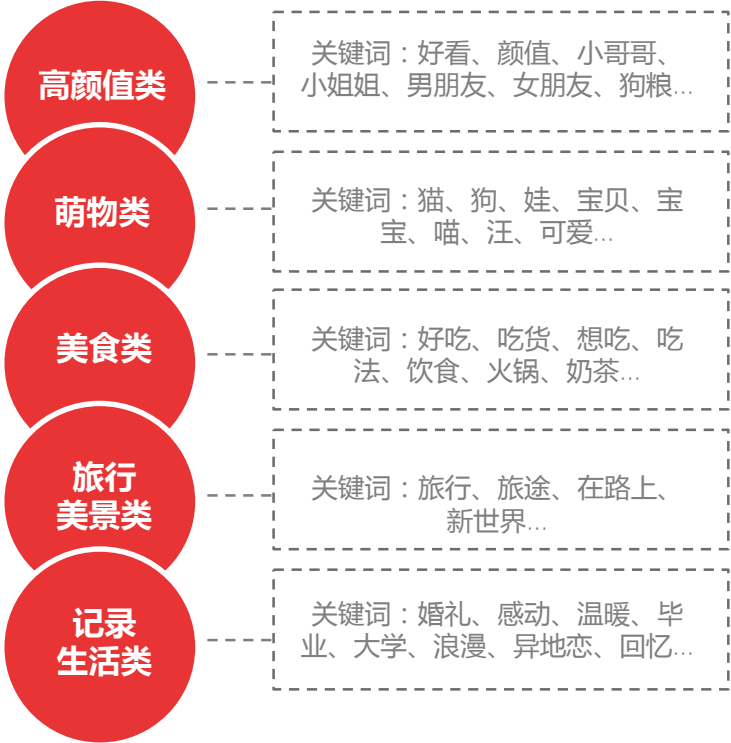 高颜值类
关键词：好看、颜值、小哥哥、
小姐姐、男朋友、女朋友、狗粮...
萌物类
关键词：猫、狗、娃、宝贝、宝
宝、喵、汪、可爱...
美食类
关键词：好吃、吃货、想吃、吃
法、饮食、火锅、奶茶...
旅行
美景类
关键词：旅行、旅途、在路上、
新世界...
记录
生活类
关键词：婚礼、感动、温暖、毕
业、大学、浪漫、异地恋、回忆...